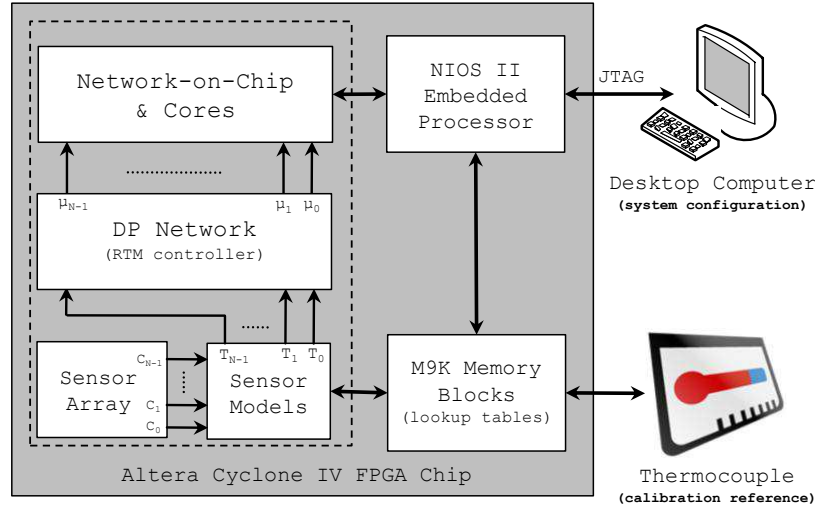 Network-on-Chip
& Cores
NIOS II
Embedded
Processor
JTAG
Desktop Computer
(system configuration)
μN-1
μ1
μ0
DP Network
(RTM controller)
TN-1
T1
T0
Sensor
Array
CN-1
C1
C0
Sensor
Models
M9K Memory
Blocks
(lookup tables)
Altera Cyclone IV FPGA Chip
Thermocouple
(calibration reference)